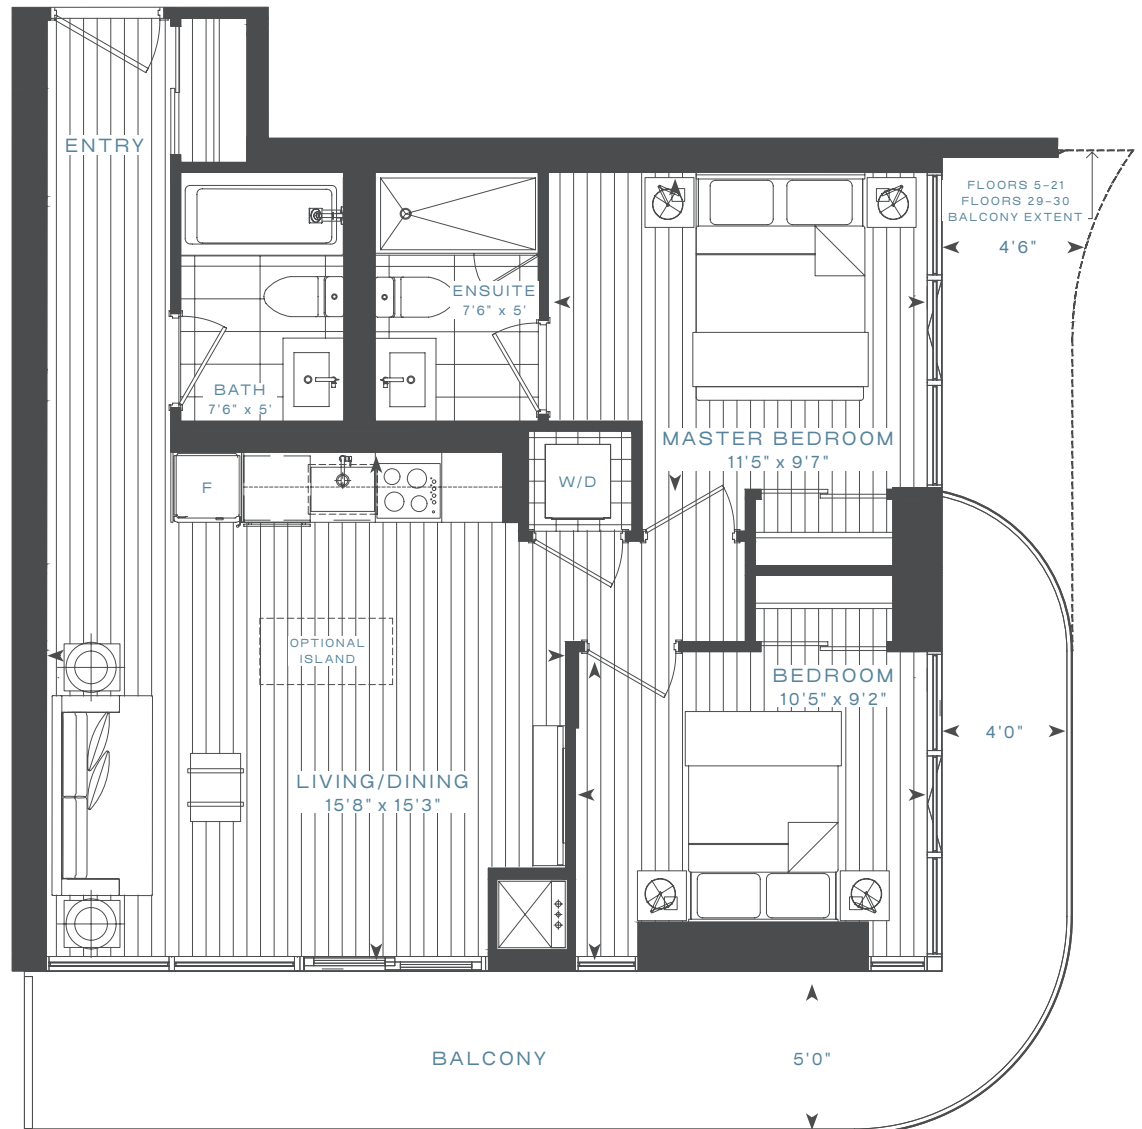 ENTRY
FLOORS 5-21
FLOORS 29-30
BALCONY EXTENT
4'6"
ENSUITE
7'6" x 5'
BATH
7'6" x 5'
MASTER BEDROOM
11'5" x 9'7"
F
W/D
OPTIONAL
ISLAND
BEDROOM
10'5" x 9'2"
4'0"
LIVING/DINING
15'8" x 15'3"
BALCONY
5'0"